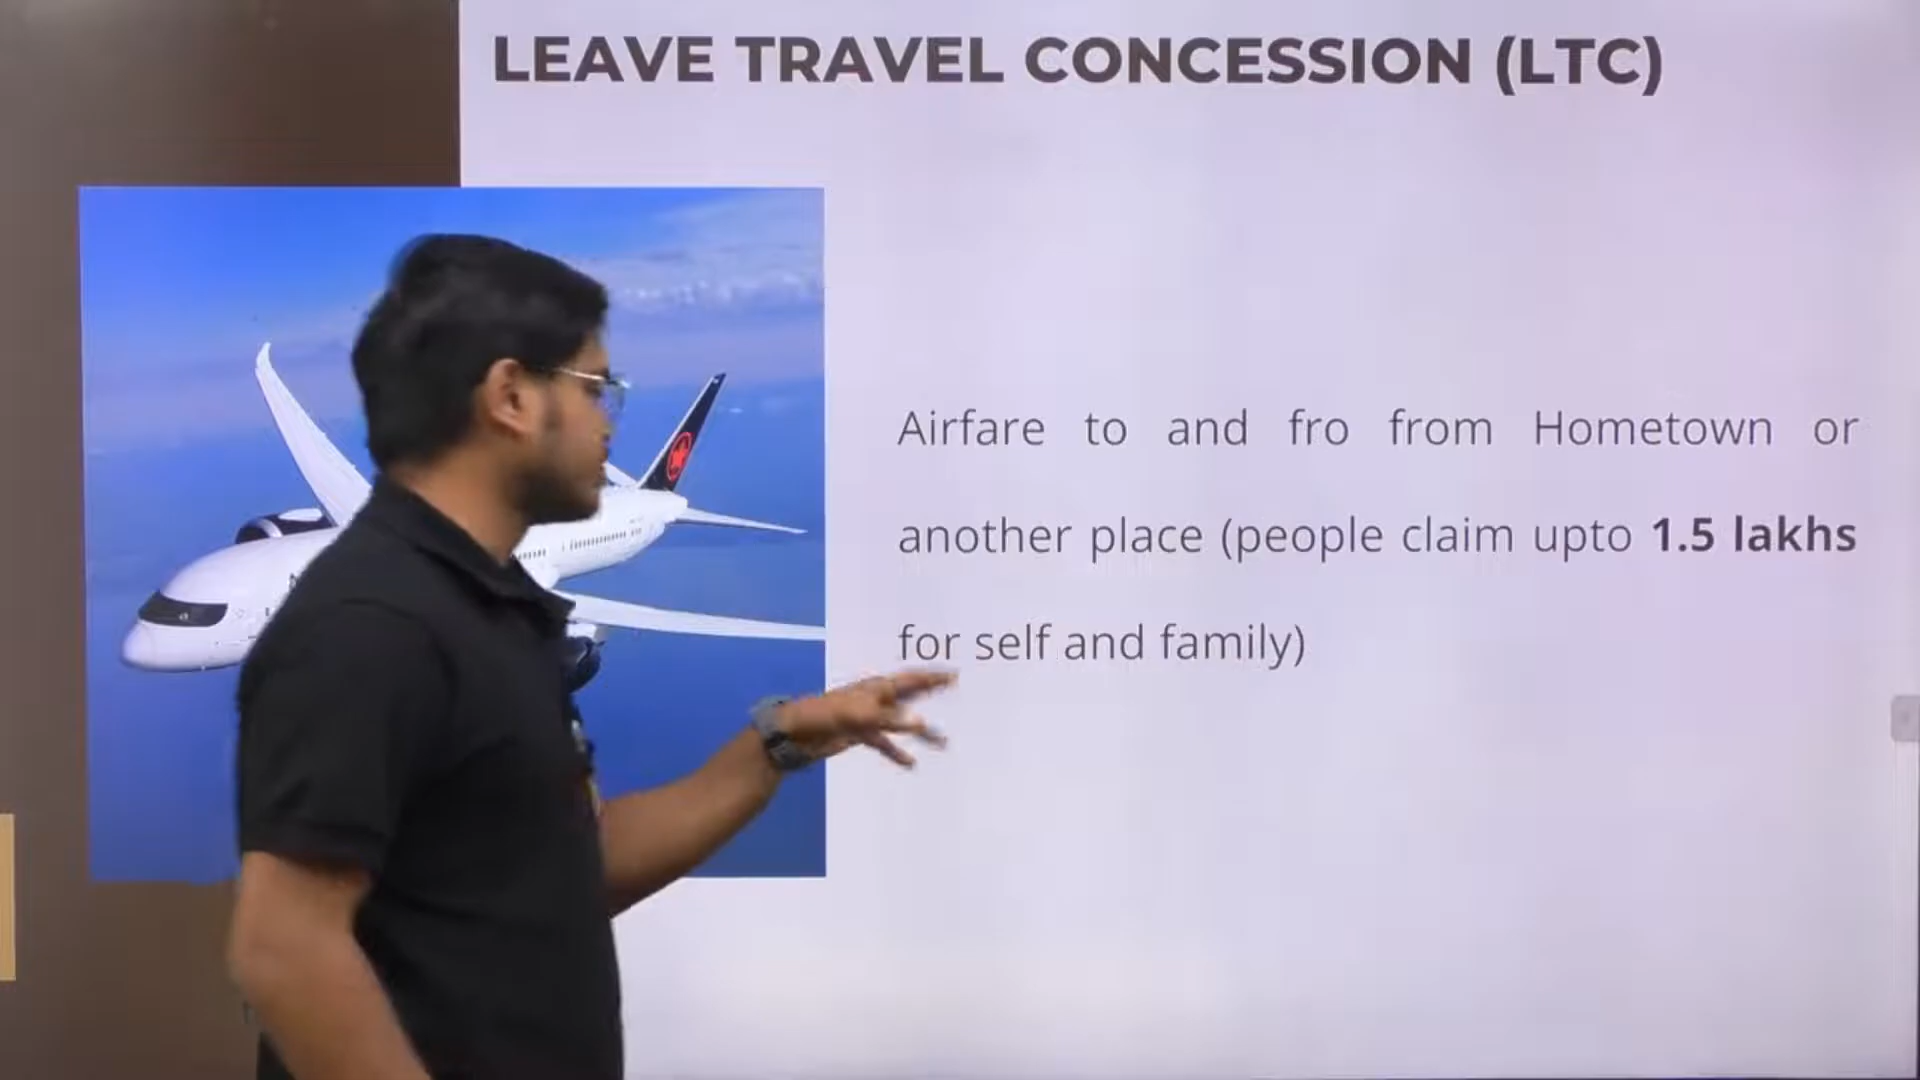 LEAVE TRAVEL CONCESSION (LTC)
Airfare to and fro from Hometown or
another place (people claim upto 1.5 lakhs
for self and family)